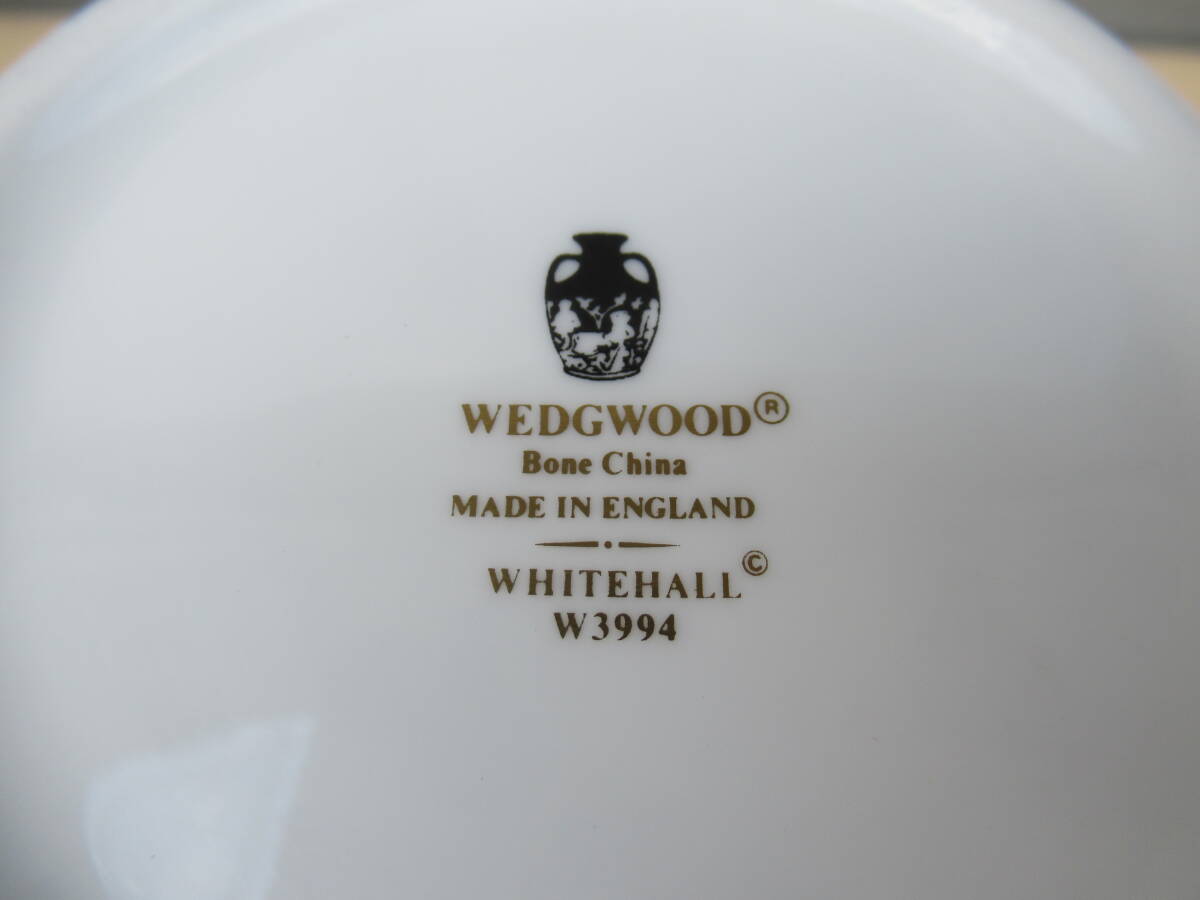 WEDGWOOD®
Bone China
MADE IN ENGLAND
WHITEHALL©
W3994